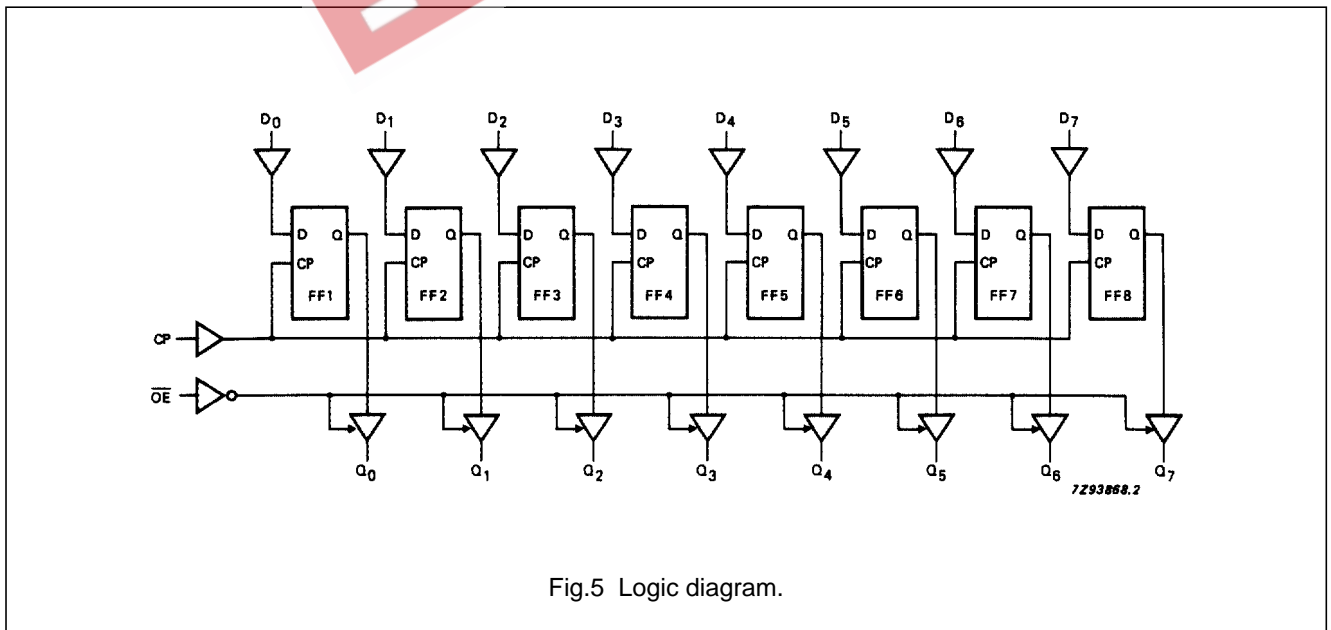 D0 D1 D2 D3 D4 D5 D6 D7
D Q D Q D Q D Q D Q D Q D Q D Q
CP CP CP CP CP CP CP CP
FF1 FF2 FF3 FF4 FF5 FF6 FF7 FF8
CP
OE
Q0 Q1 Q2 Q3 Q4 Q5 Q6 Q7
7Z93868.2
Fig.5 Logic diagram.